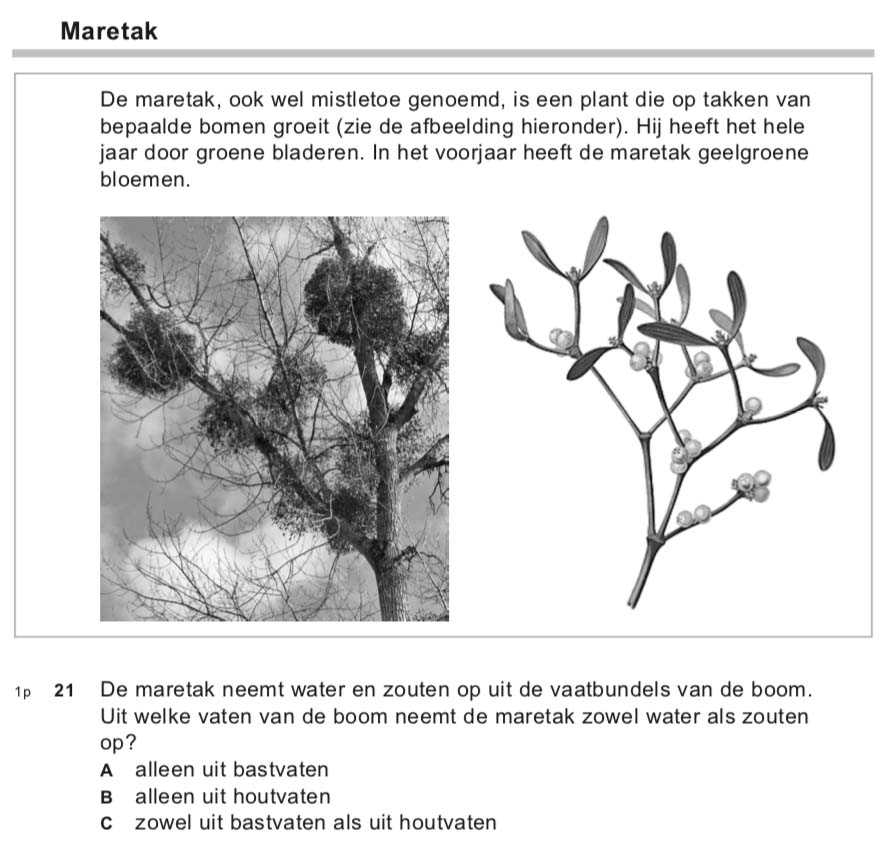 Maretak
De maretak, ook wel mistletoe genoemd, is een plant die op takken van
bepaalde bomen groeit (zie de afbeelding hieronder). Hij heeft het hele
jaar door groene bladeren. In het voorjaar heeft de maretak geelgroene
bloemen.
1p 21 De maretak neemt water en zouten op uit de vaatbundels van de boom.
Uit welke vaten van de boom neemt de maretak zowel water als zouten
op?
A alleen uit bastvaten
B alleen uit houtvaten
C zowel uit bastvaten als uit houtvaten